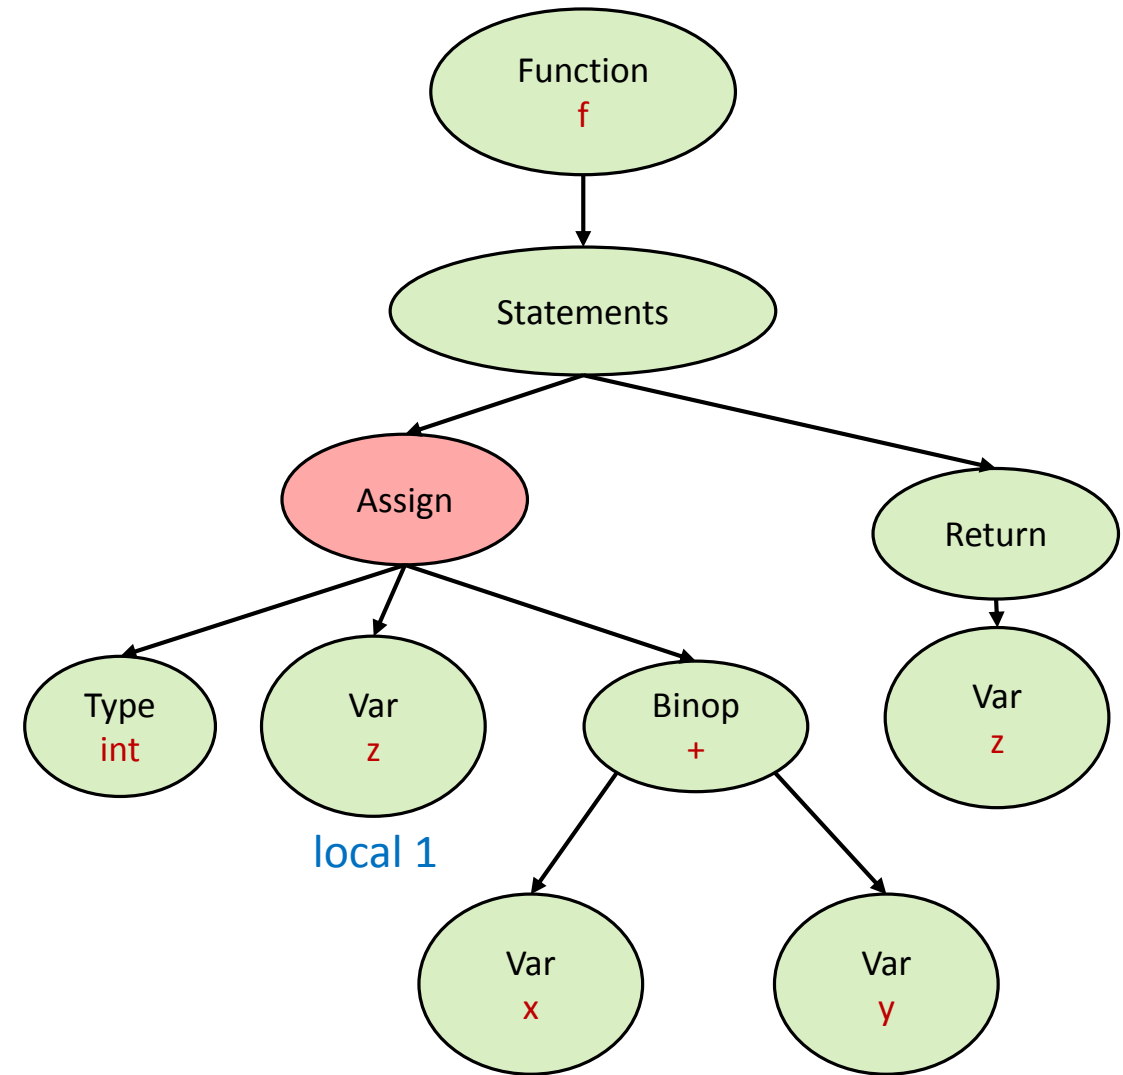 Function
f
Statements
Assign
Return
Type
int
Var
z
Binop
+
Var
z
local 1
Var
x
Var
y